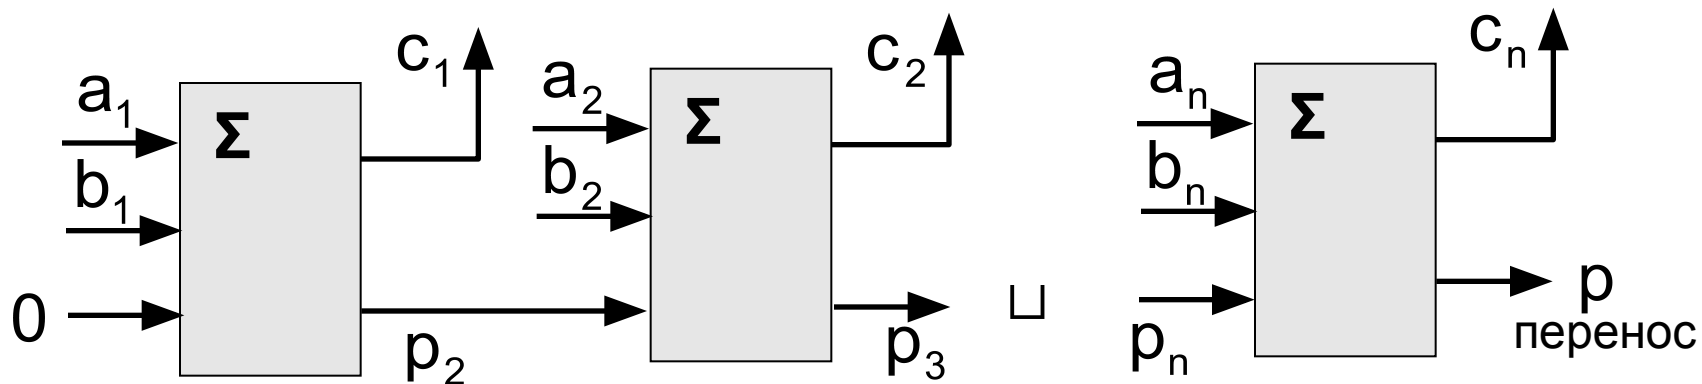 a₁ Σ c₁ a₂ Σ c₂ aₙ Σ cₙ
b₁ b₂ bₙ
0 p₂ p₃ ⊔ pₙ p
перенос